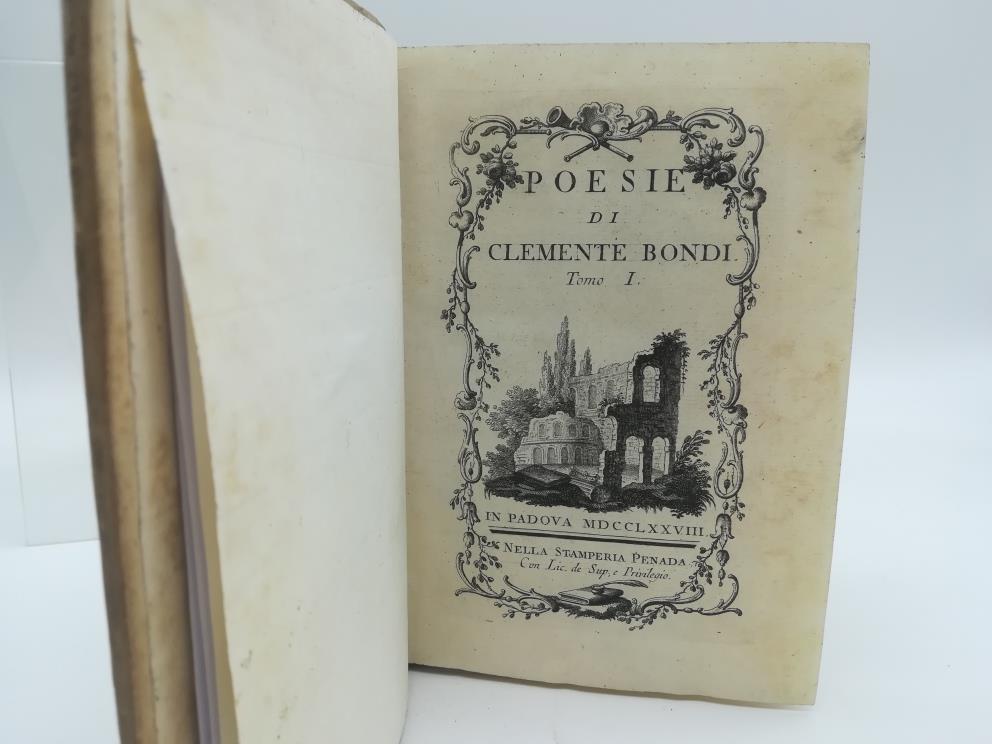 POESIE
DI
CLEMENTE BONDI.
Tomo I.
IN PADOVA MDCCLXXVIII.
NELLA STAMPERIA PENADA
Con Lic. de Sup; e Privilegio.